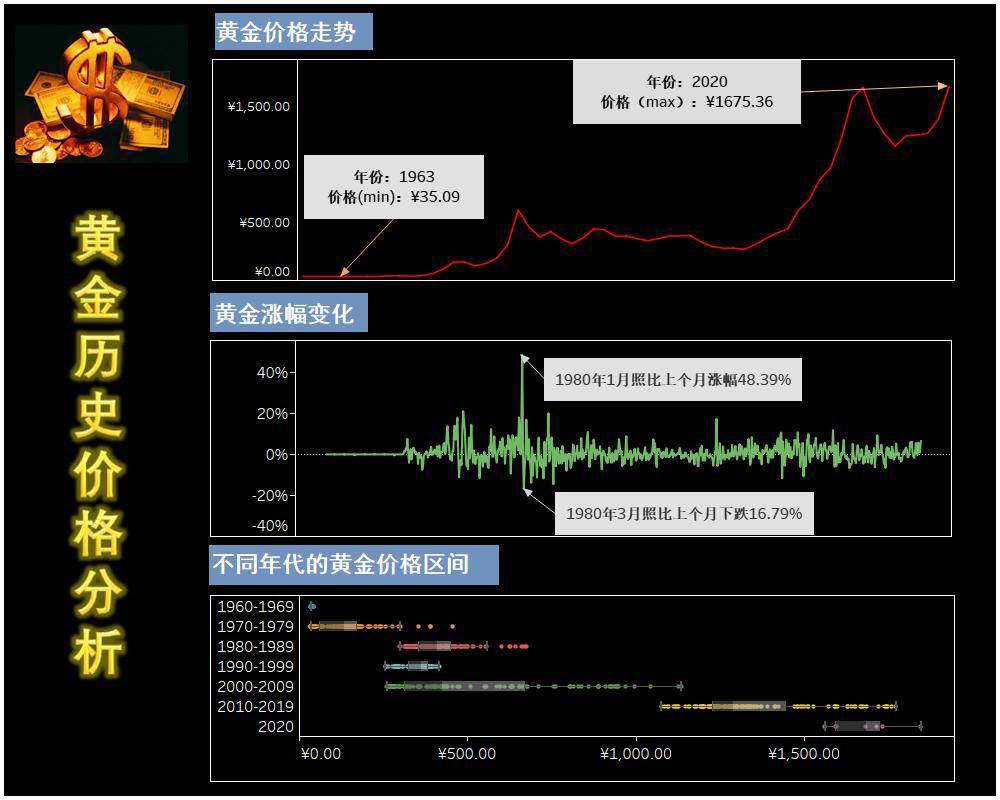 黄金历史价格分析
黄金价格走势
¥1,500.00
¥1,000.00
¥500.00
¥0.00
年份：1963
价格(min)：¥35.09
年份：2020
价格（max）：¥1675.36
黄金涨幅变化
40%
20%
0%
-20%
-40%
1980年1月照比上个月涨幅48.39%
1980年3月照比上个月下跌16.79%
不同年代的黄金价格区间
1960-1969
1970-1979
1980-1989
1990-1999
2000-2009
2010-2019
2020
¥0.00 ¥500.00 ¥1,000.00 ¥1,500.00